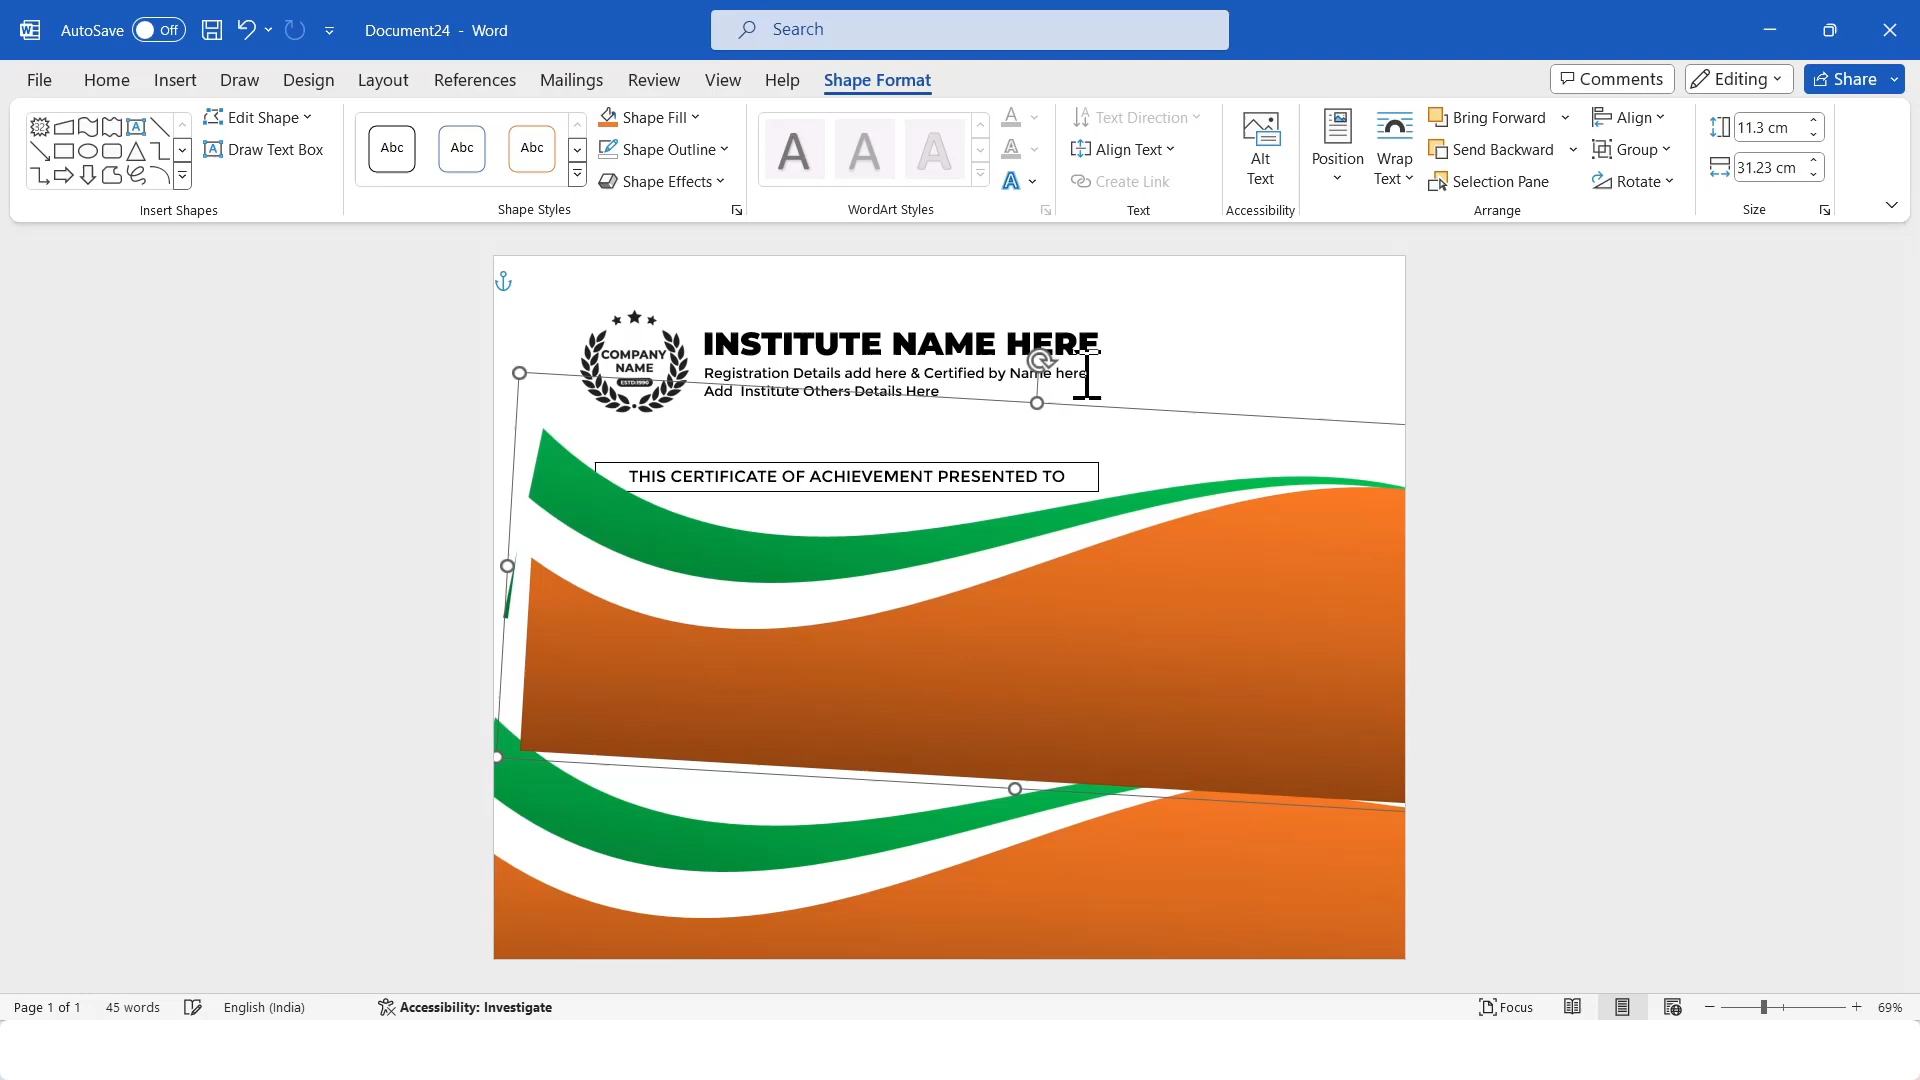 AutoSave Off Document24 - Word Search
File Home Insert Draw Design Layout References Mailings Review View Help Shape Format Comments Editing Share
Edit Shape
Draw Text Box
Insert Shapes
Abc Abc Abc
Shape Fill
Shape Outline
Shape Effects
Shape Styles
A A A
WordArt Styles
Text Direction
Align Text
Create Link
Text
Alt
Text
Accessibility
Position
Wrap
Text
Bring Forward
Send Backward
Selection Pane
Align
Group
Rotate
Arrange
11.3 cm
31.23 cm
Size
COMPANY
NAME
ESTD:1990
INSTITUTE NAME HERE
Registration Details add here & Certified by Name here
Add Institute Others Details Here
THIS CERTIFICATE OF ACHIEVEMENT PRESENTED TO
Page 1 of 1 45 words English (India) Accessibility: Investigate Focus 69%